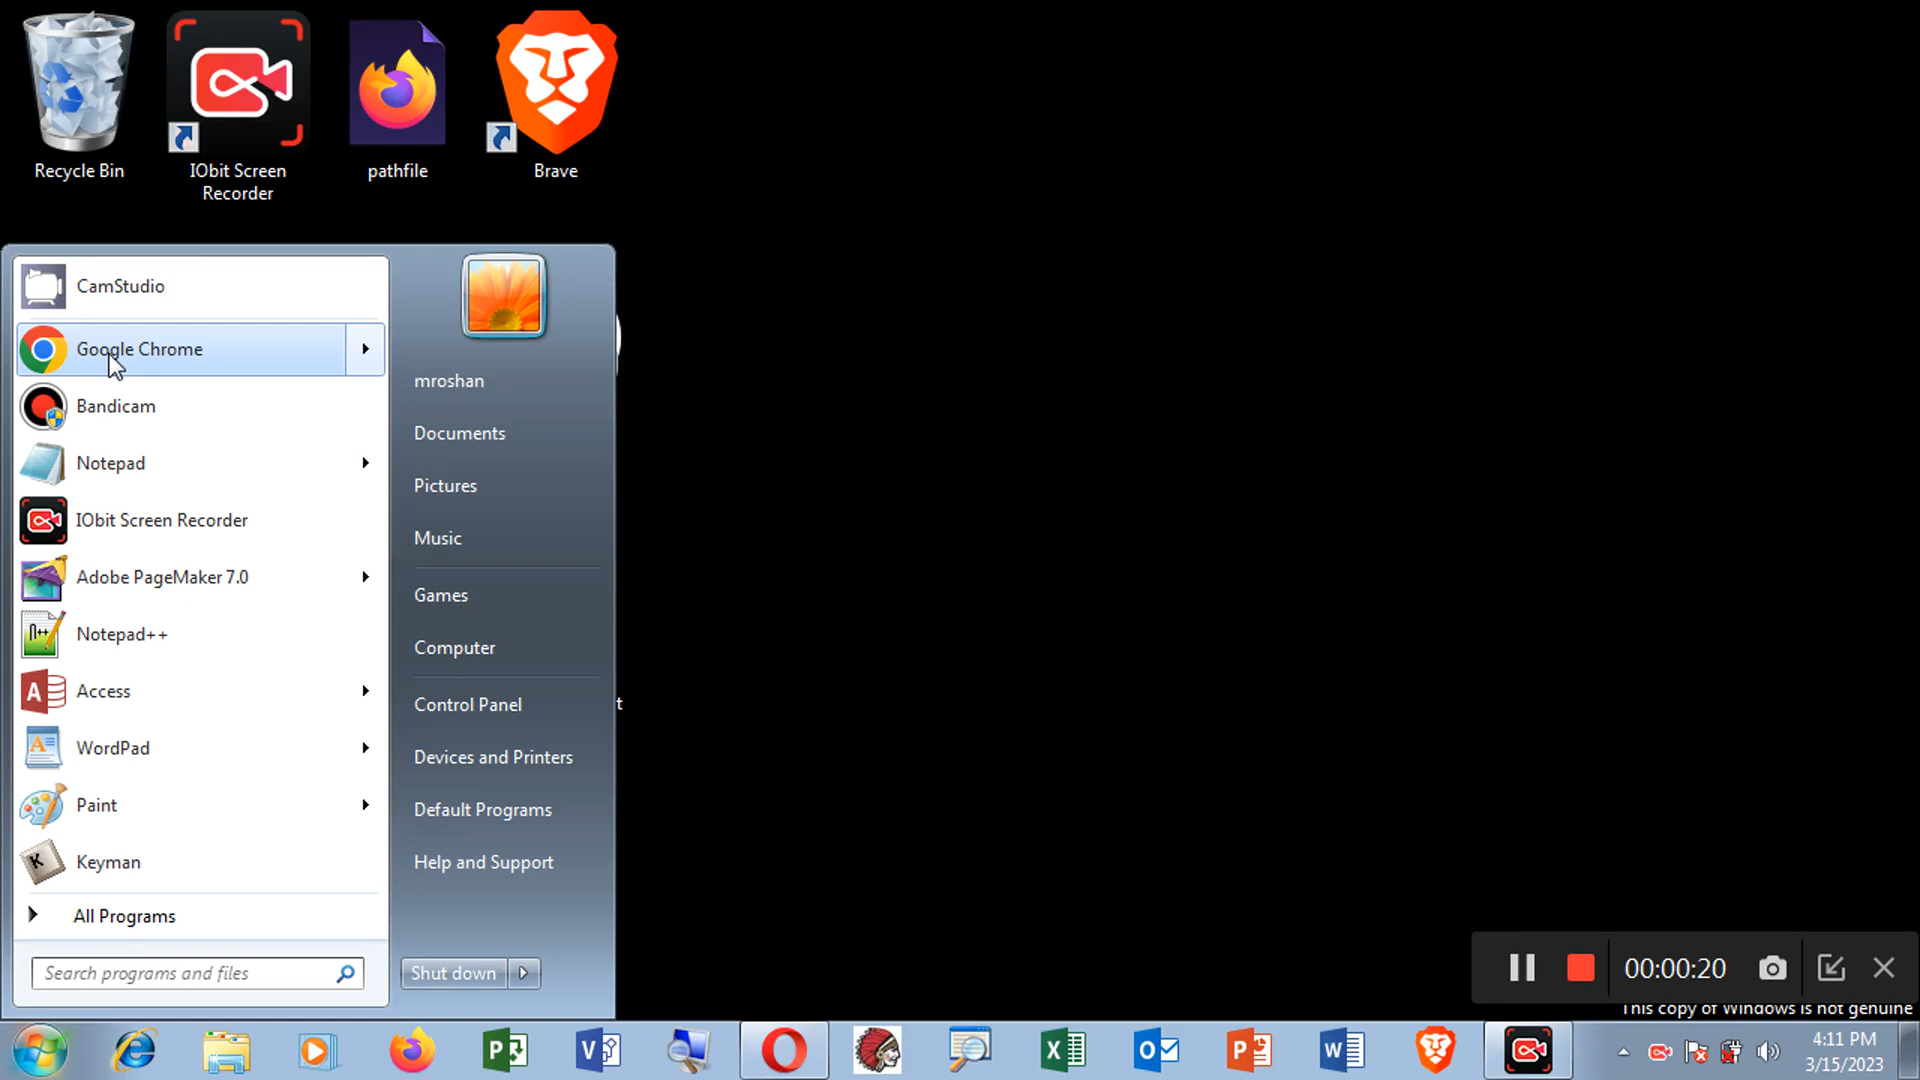 Recycle Bin
IObit Screen
Recorder
pathfile
Brave
CamStudio
Google Chrome
Bandicam
Notepad
IObit Screen Recorder
Adobe PageMaker 7.0
Notepad++
Access
WordPad
Paint
Keyman
All Programs
Search programs and files
mroshan
Documents
Pictures
Music
Games
Computer
Control Panel
Devices and Printers
Default Programs
Help and Support
Shut down
t
00:00:20
This copy of Windows is not genuine
4:11 PM
3/15/2023